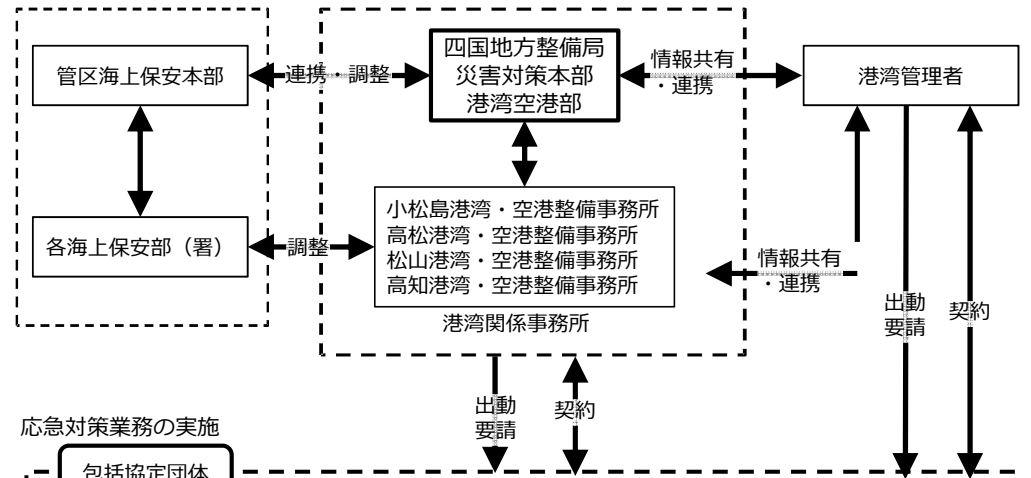 管区海上保安本部
連携・調整
四国地方整備局
災害対策本部
港湾空港部
情報共有
・連携
港湾管理者
各海上保安部（署）
調整
小松島港湾・空港整備事務所
高松港湾・空港整備事務所
松山港湾・空港整備事務所
高知港湾・空港整備事務所
港湾関係事務所
情報共有
・連携
出動
要請
契約
出動
要請
契約
応急対策業務の実施
包括協定団体